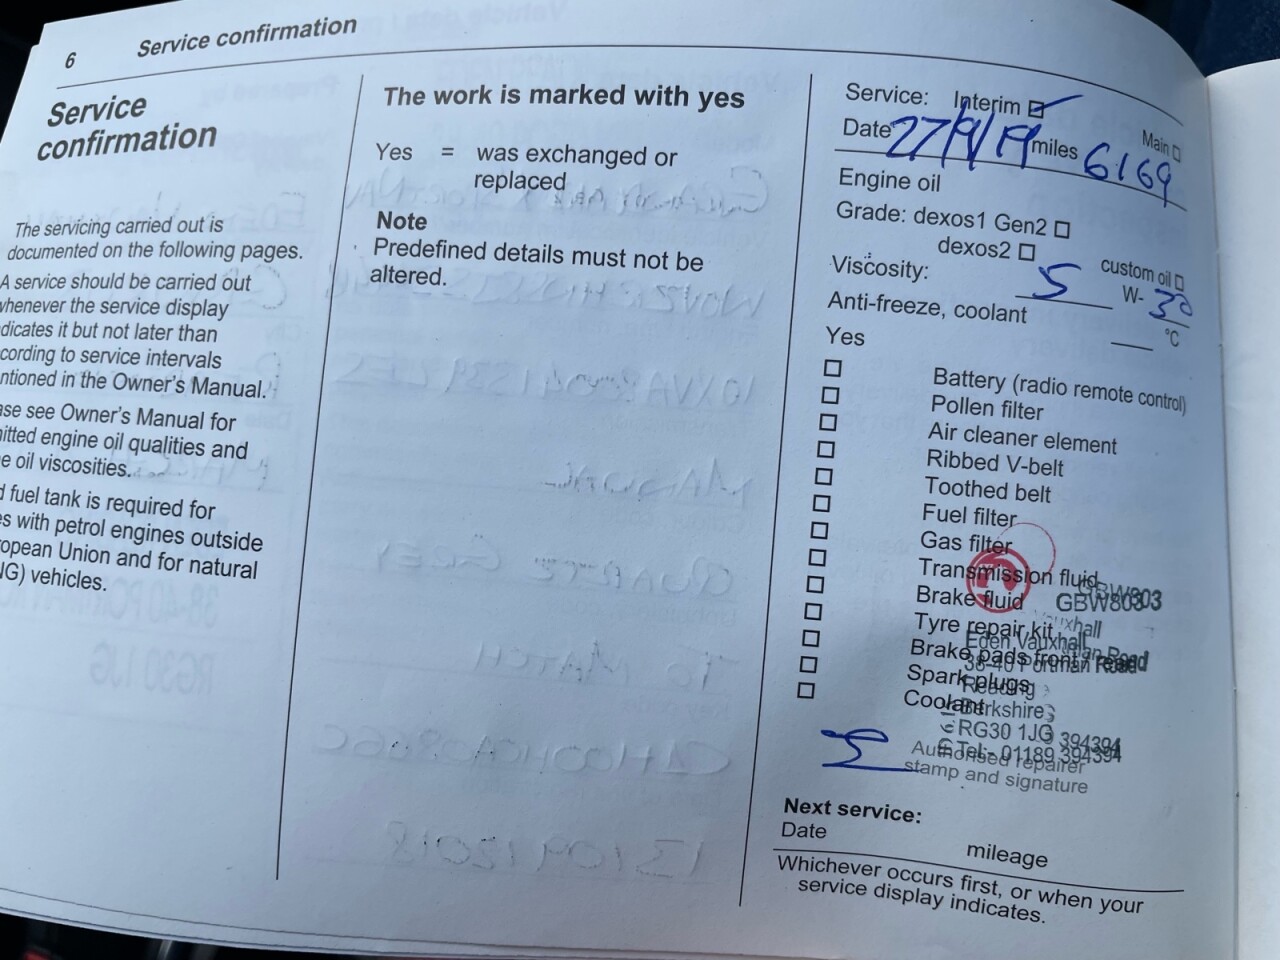 6
Service confirmation
Service
confirmation
The servicing carried out is
documented on the following pages.
A service should be carried out
whenever the service display
dicates it but not later than
cording to service intervals
ntioned in the Owner's Manual.
ase see Owner's Manual for
itted engine oil qualities and
e oil viscosities.
d fuel tank is required for
es with petrol engines outside
ropean Union and for natural
NG) vehicles.
The work is marked with yes
Yes = was exchanged or
replaced
Note
Predefined details must not be
altered.
Service: Interim ☑ Main □
Date 27/9/19 miles 6169
Engine oil
Grade: dexos1 Gen2 □
dexos2 □ custom oil □
Viscosity: 5 W- 30
Anti-freeze, coolant °C
Yes
□ Battery (radio remote control)
□ Pollen filter
□ Air cleaner element
□ Ribbed V-belt
□ Toothed belt
□ Fuel filter
□ Gas filter
□ Transmission fluid
□ Brake fluid
□ Tyre repair kit
□ Brake pads front / rear
□ Spark plugs
□ Coolant
GBW803
Eden Vauxhall
38-40 Portman Road
Reading
Berkshire
RG30 1JG
Tel:- 01189 394394
Authorised repairer
stamp and signature
Next service:
Date mileage
Whichever occurs first, or when your
service display indicates.